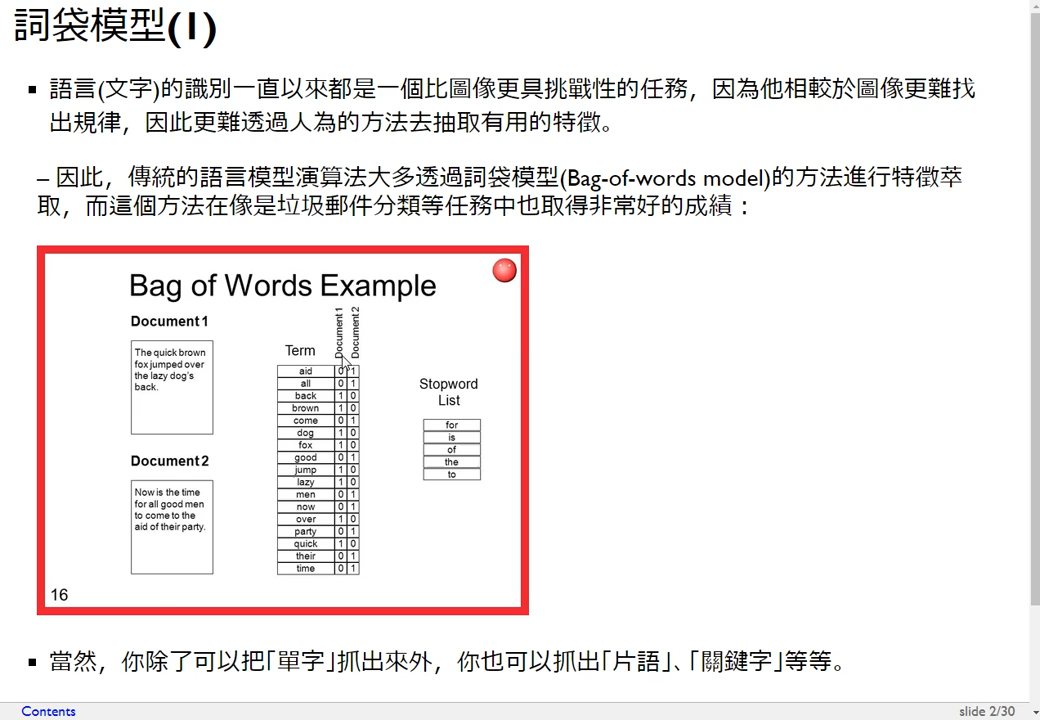 詞袋模型(1)
▪ 語言(文字)的識別一直以來都是一個比圖像更具挑戰性的任務，因為他相較於圖像更難找
出規律，因此更難透過人為的方法去抽取有用的特徵。
– 因此，傳統的語言模型演算法大多透過詞袋模型(Bag-of-words model)的方法進行特徵萃
取，而這個方法在像是垃圾郵件分類等任務中也取得非常好的成績：
Bag of Words Example
Document 1
The quick brown
fox jumped over
the lazy dog's
back.
Document 2
Now is the time
for all good men
to come to the
aid of their party.
Term Document 1 Document 2
aid 0 1
all 0 1
back 1 0
brown 1 0
come 0 1
dog 1 0
fox 1 0
good 0 1
jump 1 0
lazy 1 0
men 0 1
now 0 1
over 1 0
party 0 1
quick 1 0
their 0 1
time 0 1
Stopword
List
for
is
of
the
to
16
▪ 當然，你除了可以把「單字」抓出來外，你也可以抓出「片語」、「關鍵字」等等。
Contents
slide 2/30